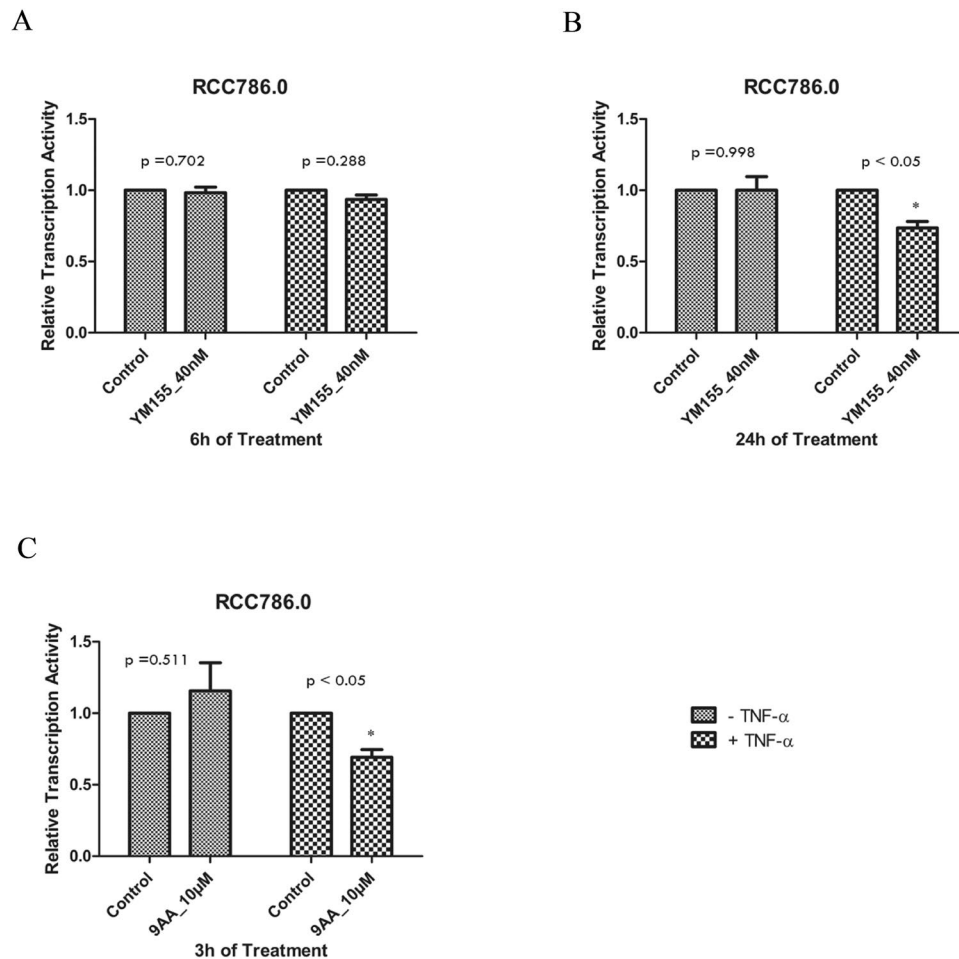 A
RCC786.0
Relative Transcription Activity
1.5
1.0
0.5
0.0
p =0.702
p =0.288
Control
YM155_40nM
Control
YM155_40nM
6h of Treatment
B
RCC786.0
Relative Transcription Activity
1.5
1.0
0.5
0.0
p =0.998
p < 0.05
*
Control
YM155_40nM
Control
YM155_40nM
24h of Treatment
C
RCC786.0
Relative Transcription Activity
1.5
1.0
0.5
0.0
p =0.511
p < 0.05
*
Control
9AA_10µM
Control
9AA_10µM
3h of Treatment
- TNF-α
+ TNF-α